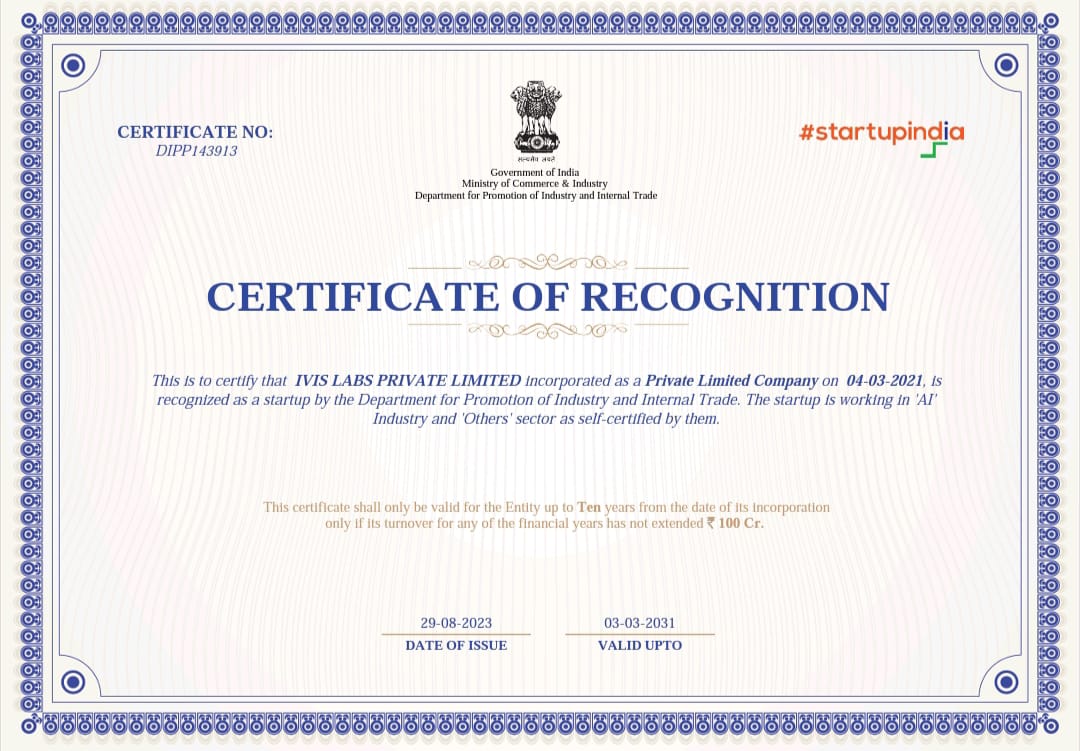 CERTIFICATE NO:
DIPP143913
सत्यमेव जयते
#startupindia
Government of India
Ministry of Commerce & Industry
Department for Promotion of Industry and Internal Trade
CERTIFICATE OF RECOGNITION
This is to certify that IVIS LABS PRIVATE LIMITED incorporated as a Private Limited Company on 04-03-2021, is
recognized as a startup by the Department for Promotion of Industry and Internal Trade. The startup is working in 'AI'
Industry and 'Others' sector as self-certified by them.
This certificate shall only be valid for the Entity up to Ten years from the date of its incorporation
only if its turnover for any of the financial years has not extended ₹ 100 Cr.
29-08-2023
DATE OF ISSUE
03-03-2031
VALID UPTO